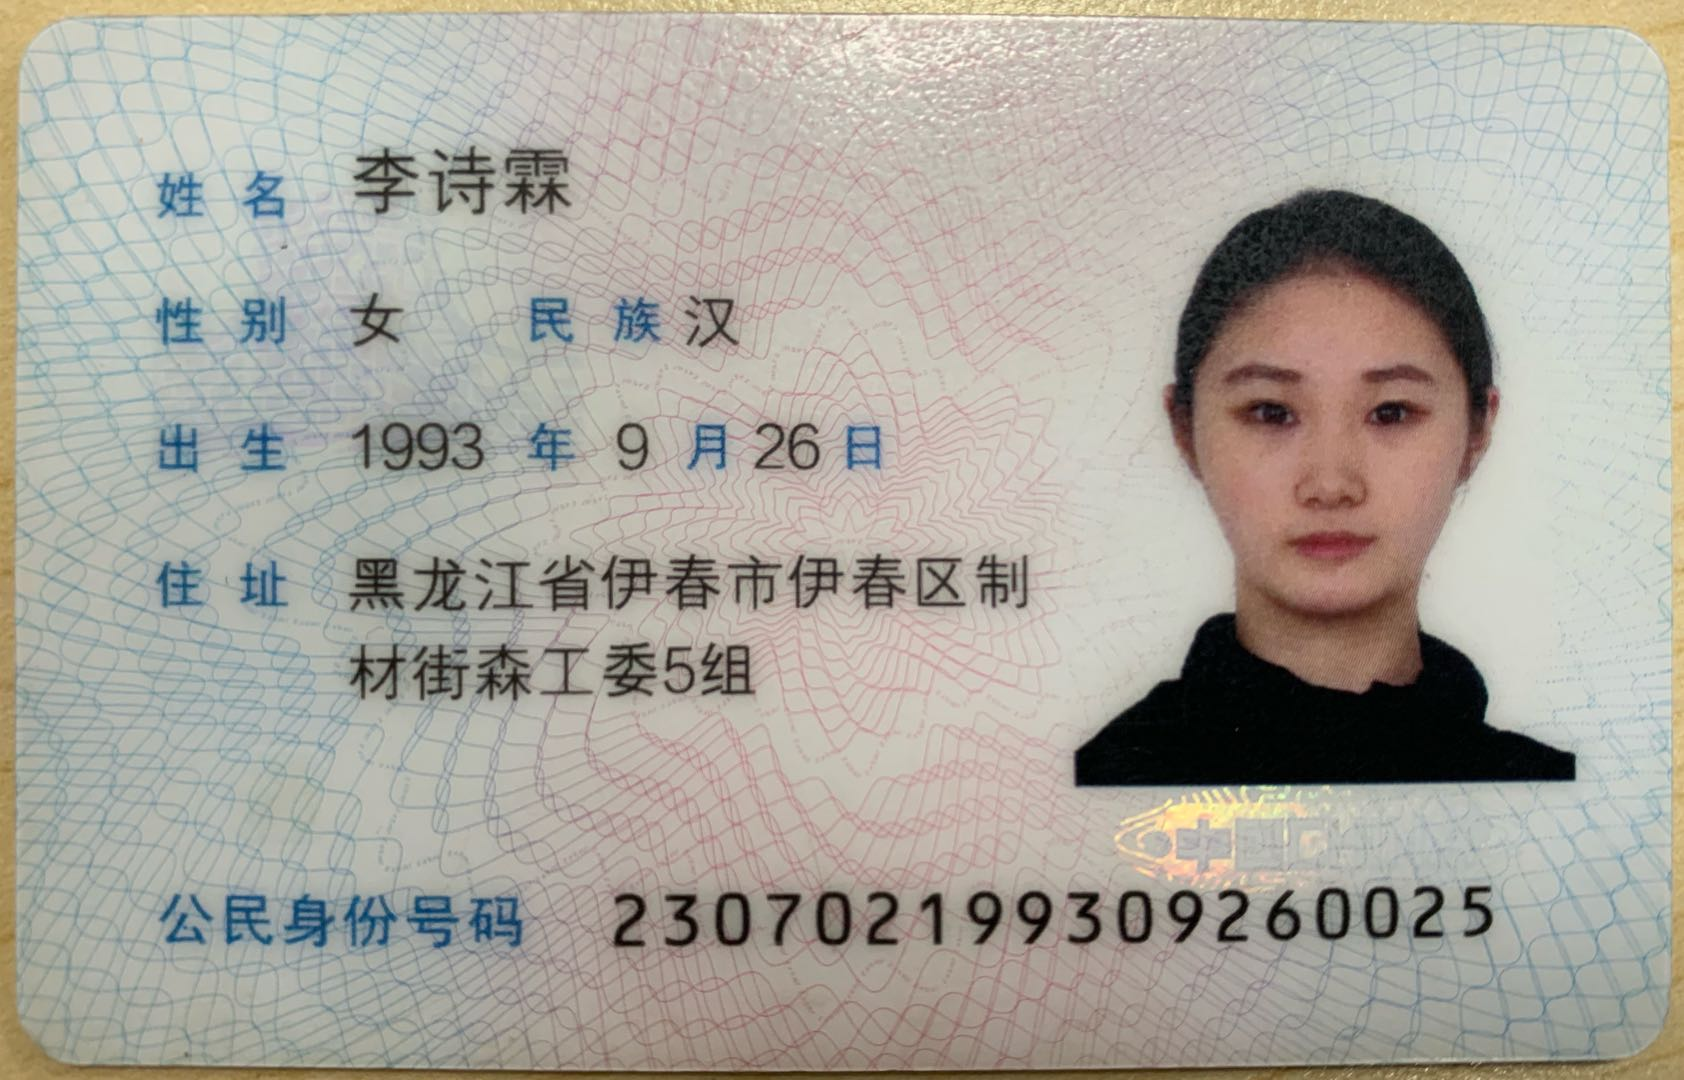 姓名 李诗霖
性别 女 民族 汉
出生 1993 年 9 月 26 日
住址 黑龙江省伊春市伊春区制
材街森工委5组
公民身份号码 230702199309260025